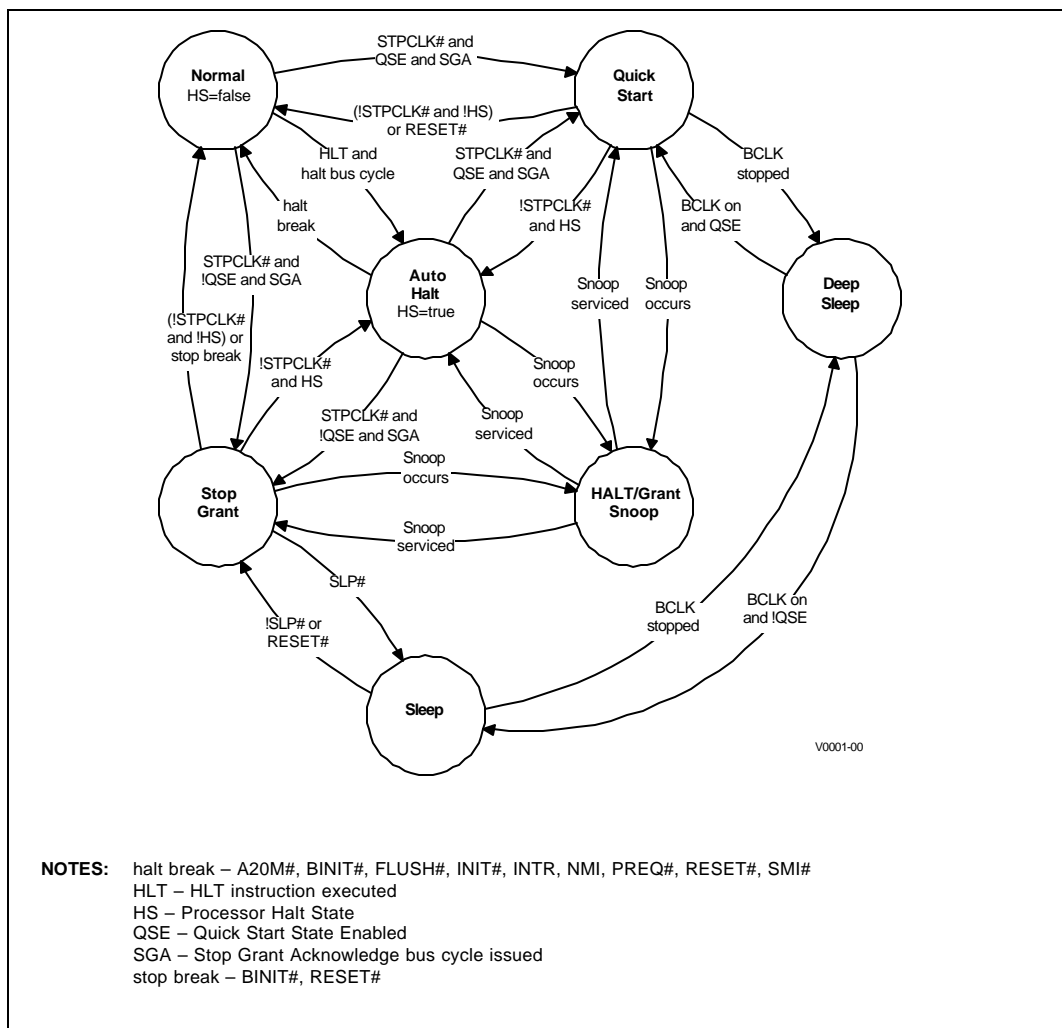 STPCLK# and
QSE and SGA
Normal
HS=false
Quick
Start
(!STPCLK# and !HS)
or RESET#
HLT and
halt bus cycle
STPCLK# and
QSE and SGA
BCLK
stopped
halt
break
!STPCLK#
and HS
BCLK on
and QSE
STPCLK# and
!QSE and SGA
Auto
Halt
HS=true
Snoop
serviced
Snoop
occurs
Deep
Sleep
(!STPCLK#
and !HS) or
stop break
!STPCLK#
and HS
Snoop
occurs
STPCLK# and
!QSE and SGA
Snoop
serviced
Snoop
occurs
Stop
Grant
HALT/Grant
Snoop
Snoop
serviced
SLP#
BCLK
stopped
BCLK on
and !QSE
!SLP# or
RESET#
Sleep
V0001-00
NOTES: halt break – A20M#, BINIT#, FLUSH#, INIT#, INTR, NMI, PREQ#, RESET#, SMI#
HLT – HLT instruction executed
HS – Processor Halt State
QSE – Quick Start State Enabled
SGA – Stop Grant Acknowledge bus cycle issued
stop break – BINIT#, RESET#